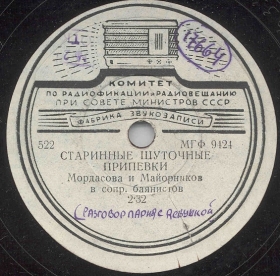 КОМИТЕТ
ПО РАДИОФИКАЦИИ И РАДИОВЕЩАНИЮ
ПРИ СОВЕТЕ МИНИСТРОВ СССР
ФАБРИКА ЗВУКОЗАПИСИ
522 МГФ 9424
СТАРИННЫЕ ШУТОЧНЫЕ
ПРИПЕВКИ
Мордасова и Майорников
в сопр. баянистов
2'32
(РАЗГОВОР ПАРНЯ С ДЕВУШКОЙ)